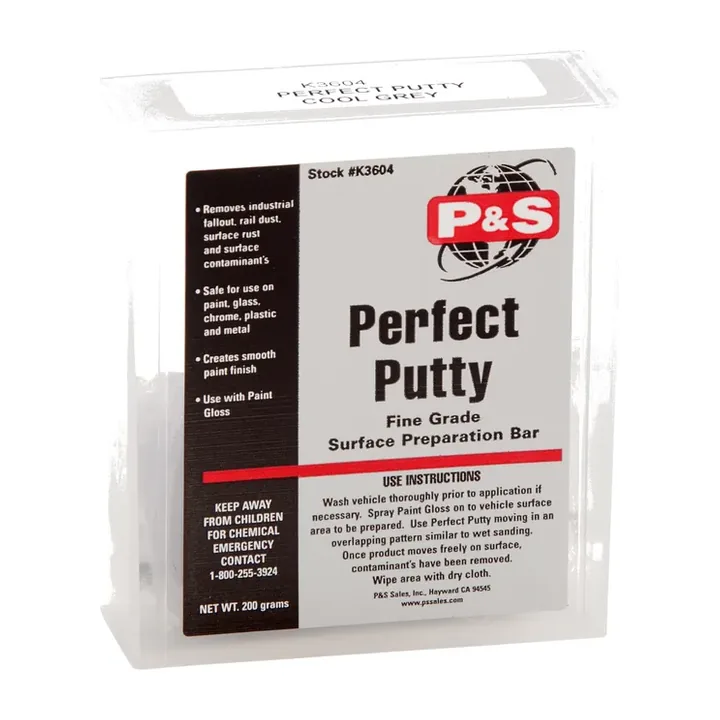 K3604
PERFECT PUTTY
COOL GREY
Stock #K3604
P&S
• Removes industrial
fallout, rail dust,
surface rust
and surface
contaminant's
• Safe for use on
paint, glass,
chrome, plastic
and metal
• Creates smooth
paint finish
• Use with Paint
Gloss
Perfect
Putty
Fine Grade
Surface Preparation Bar
KEEP AWAY
FROM CHILDREN
FOR CHEMICAL
EMERGENCY
CONTACT
1-800-255-3924
NET WT. 200 grams
USE INSTRUCTIONS
Wash vehicle thoroughly prior to application if
necessary. Spray Paint Gloss on to vehicle surface
area to be prepared. Use Perfect Putty moving in an
overlapping pattern similar to wet sanding.
Once product moves freely on surface,
contaminant's have been removed.
Wipe area with dry cloth.
P&S Sales, Inc., Hayward CA 94545
www.pssales.com